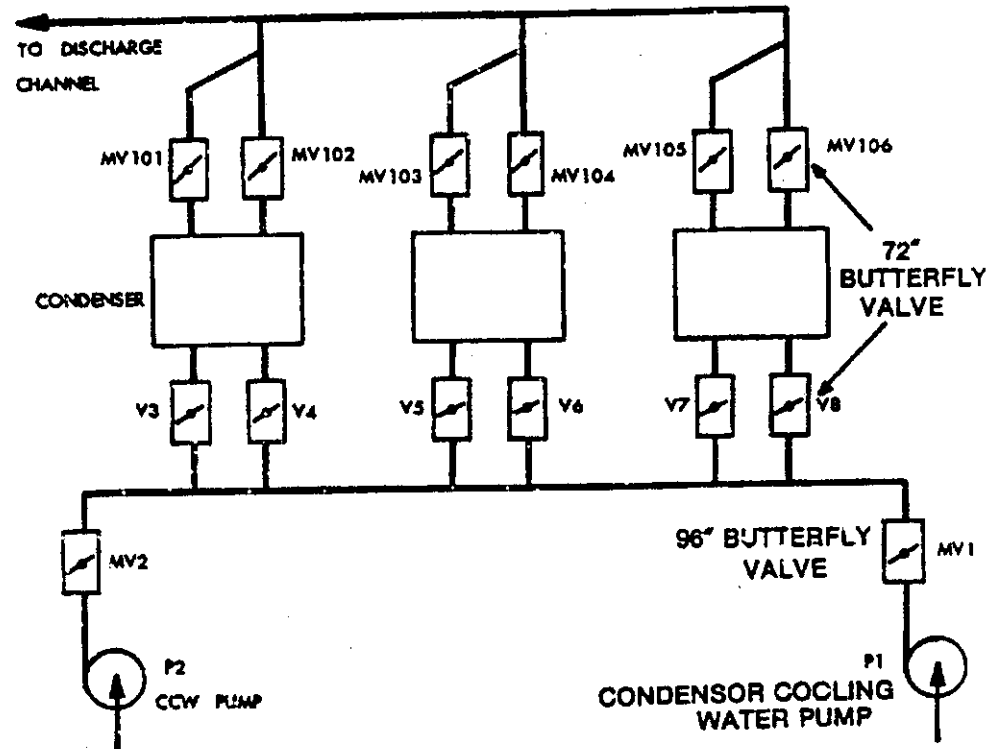 TO DISCHARGE
CHANNEL
MV101
MV102
MV103
MV104
MV105
MV106
72"
BUTTERFLY
VALVE
CONDENSER
V3
V4
V5
V6
V7
V8
MV2
96" BUTTERFLY
VALVE
MV1
P2
CCW PUMP
P1
CONDENSOR COCLING
WATER PUMP